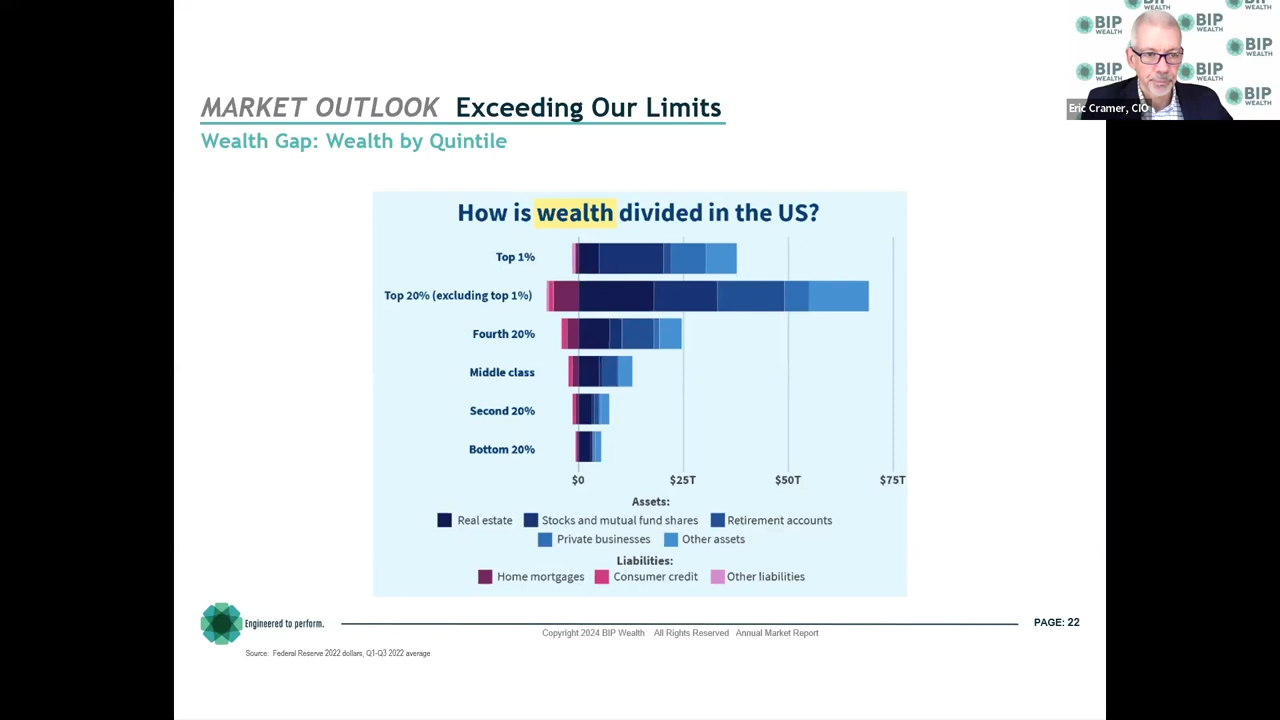 MARKET OUTLOOK Exceeding Our Limits
Wealth Gap: Wealth by Quintile
BIP WEALTH
BIP WEALTH
BIP WEALTH
BIP WEALTH
BIP WEALTH
BIP
Eric Cramer, CIO
How is wealth divided in the US?
Top 1%
Top 20% (excluding top 1%)
Fourth 20%
Middle class
Second 20%
Bottom 20%
$0 $25T $50T $75T
Assets:
Real estate Stocks and mutual fund shares Retirement accounts
Private businesses Other assets
Liabilities:
Home mortgages Consumer credit Other liabilities
Engineered to perform.
Copyright 2024 BIP Wealth All Rights Reserved Annual Market Report
PAGE: 22
Source: Federal Reserve 2022 dollars, Q1-Q3 2022 average